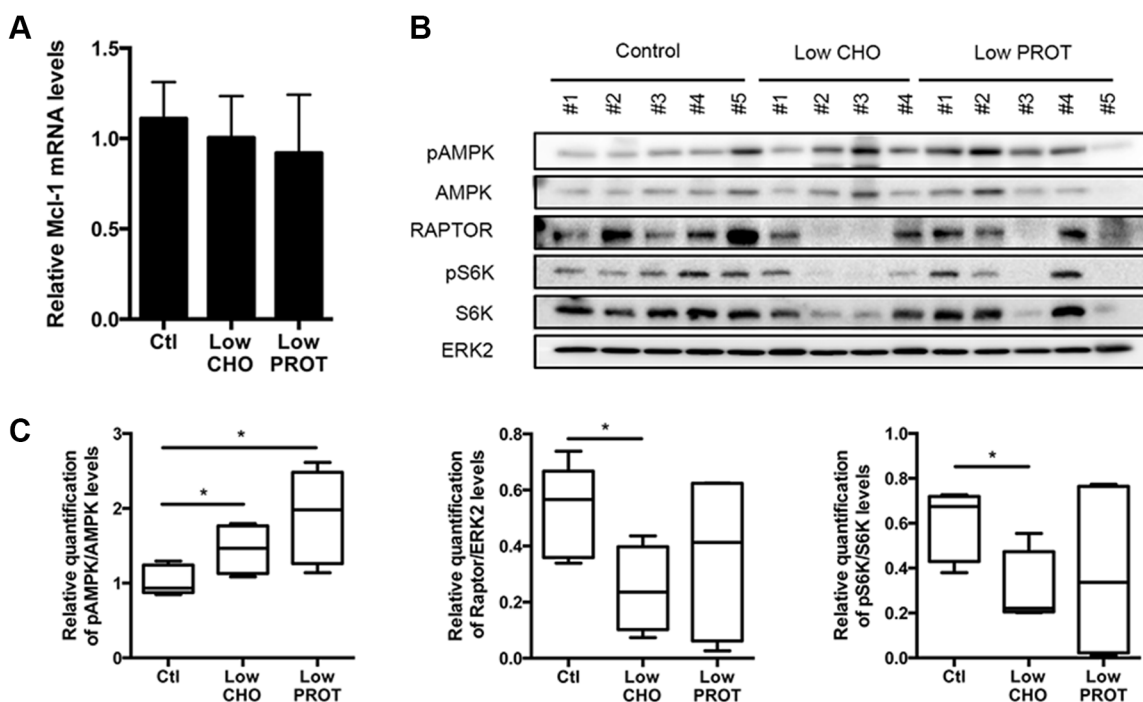 A
Relative Mcl-1 mRNA levels
1.5
1.0
0.5
0.0
Ctl
Low CHO
Low PROT
B
Control
Low CHO
Low PROT
#1 #2 #3 #4 #5 #1 #2 #3 #4 #1 #2 #3 #4 #5
pAMPK
AMPK
RAPTOR
pS6K
S6K
ERK2
C
Relative quantification
of pAMPK/AMPK levels
3
2
1
0
*
*
Ctl
Low CHO
Low PROT
Relative quantification
of Raptor/ERK2 levels
0.8
0.6
0.4
0.2
0.0
*
Ctl
Low CHO
Low PROT
Relative quantification
of pS6K/S6K levels
1.0
0.8
0.6
0.4
0.2
0.0
*
Ctl
Low CHO
Low PROT